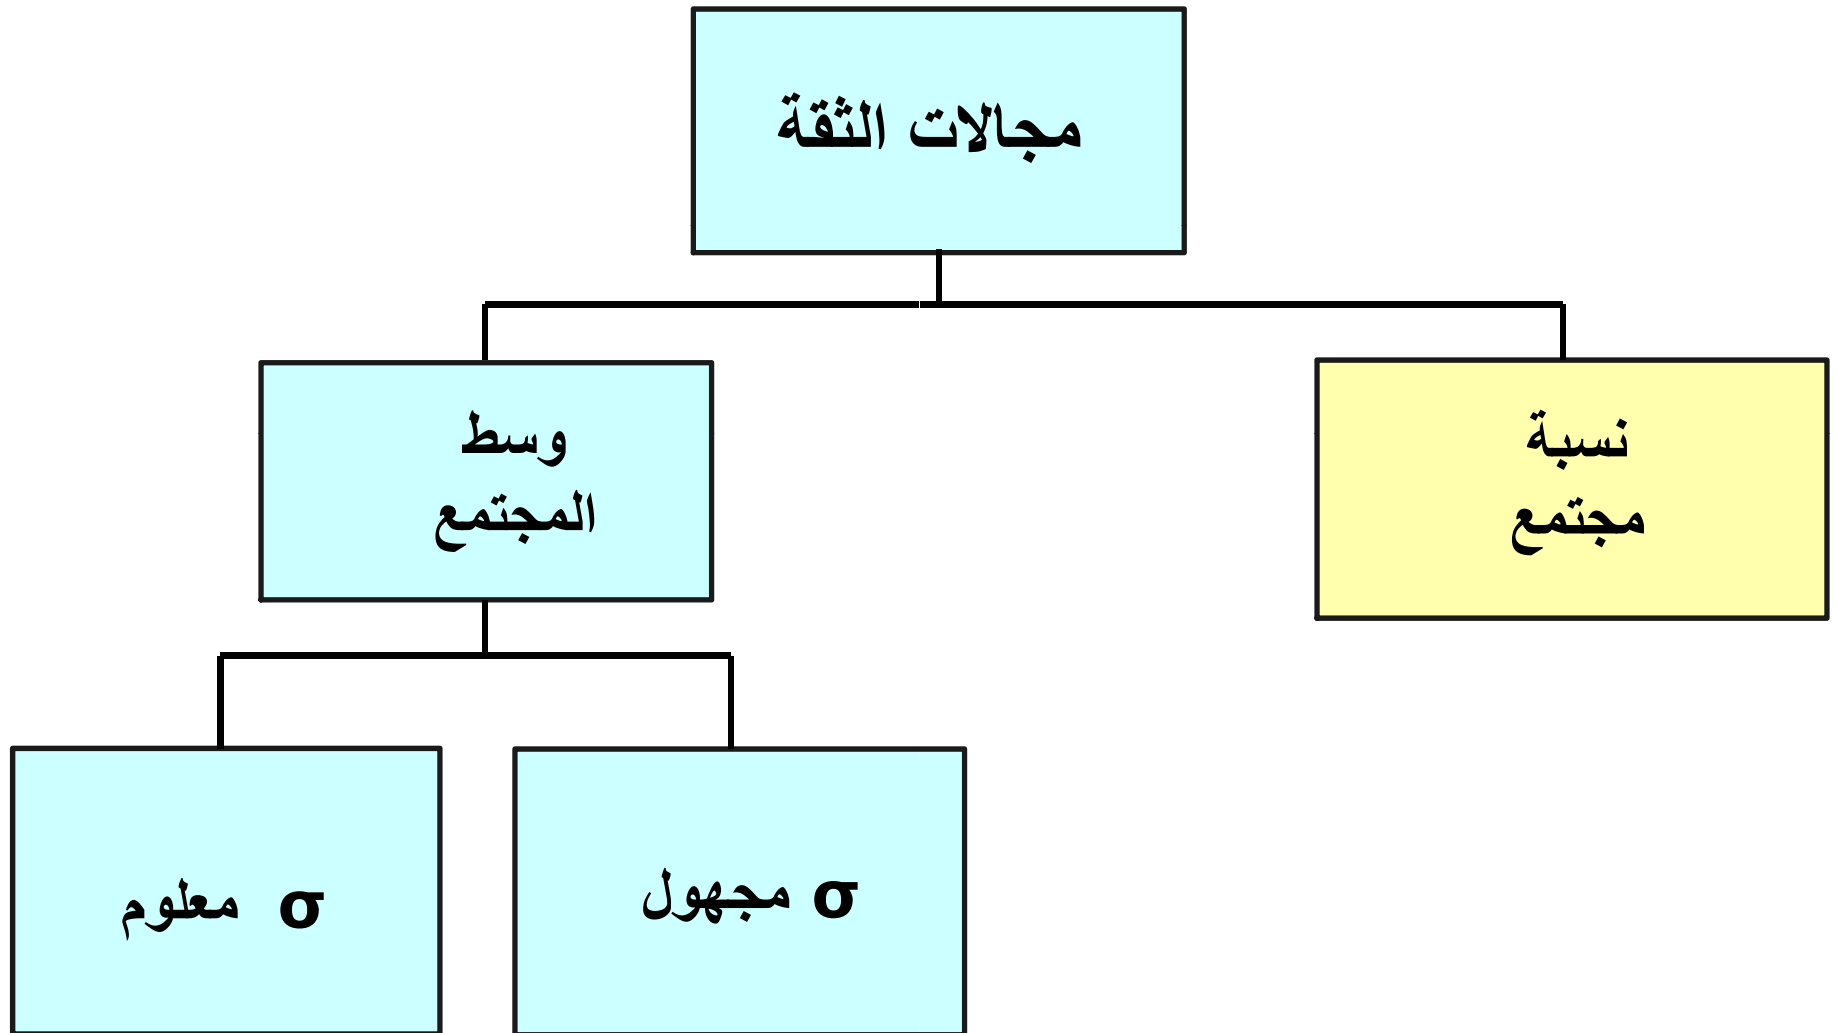 مجالات الثقة
نسبة
مجتمع
وسط
المجتمع
σ مجهول
σ معلوم